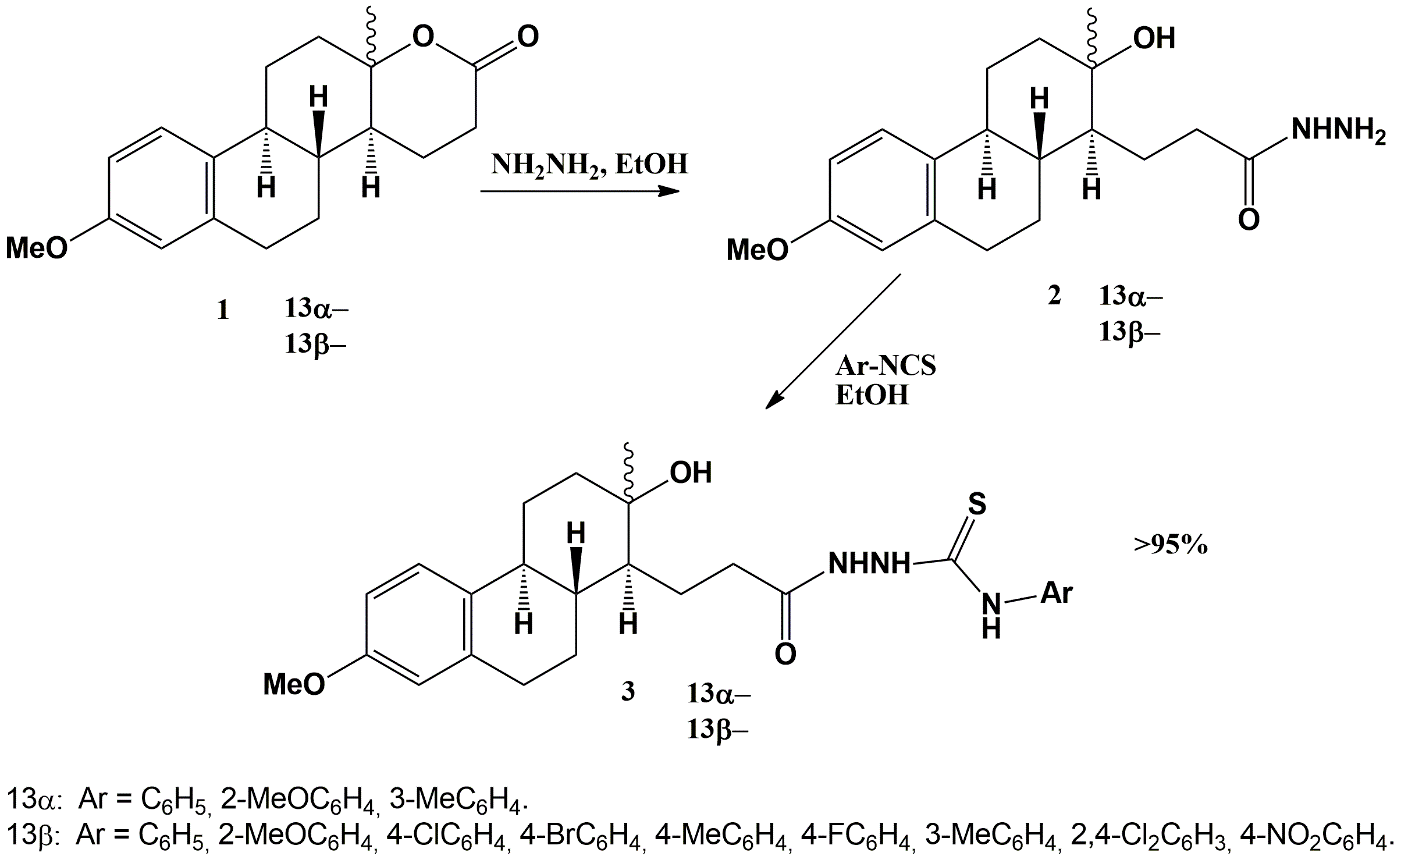 O
O
H
H
H
MeO
1 13α–
13β–
NH₂NH₂, EtOH
OH
H
NHNH₂
H
H
O
MeO
2 13α–
13β–
Ar-NCS
EtOH
OH
S
H
NHNH
Ar
N
H
H
H
O
MeO
3 13α–
13β–
>95%
13α: Ar = C₆H₅, 2-MeOC₆H₄, 3-MeC₆H₄.
13β: Ar = C₆H₅, 2-MeOC₆H₄, 4-ClC₆H₄, 4-BrC₆H₄, 4-MeC₆H₄, 4-FC₆H₄, 3-MeC₆H₄, 2,4-Cl₂C₆H₃, 4-NO₂C₆H₄.